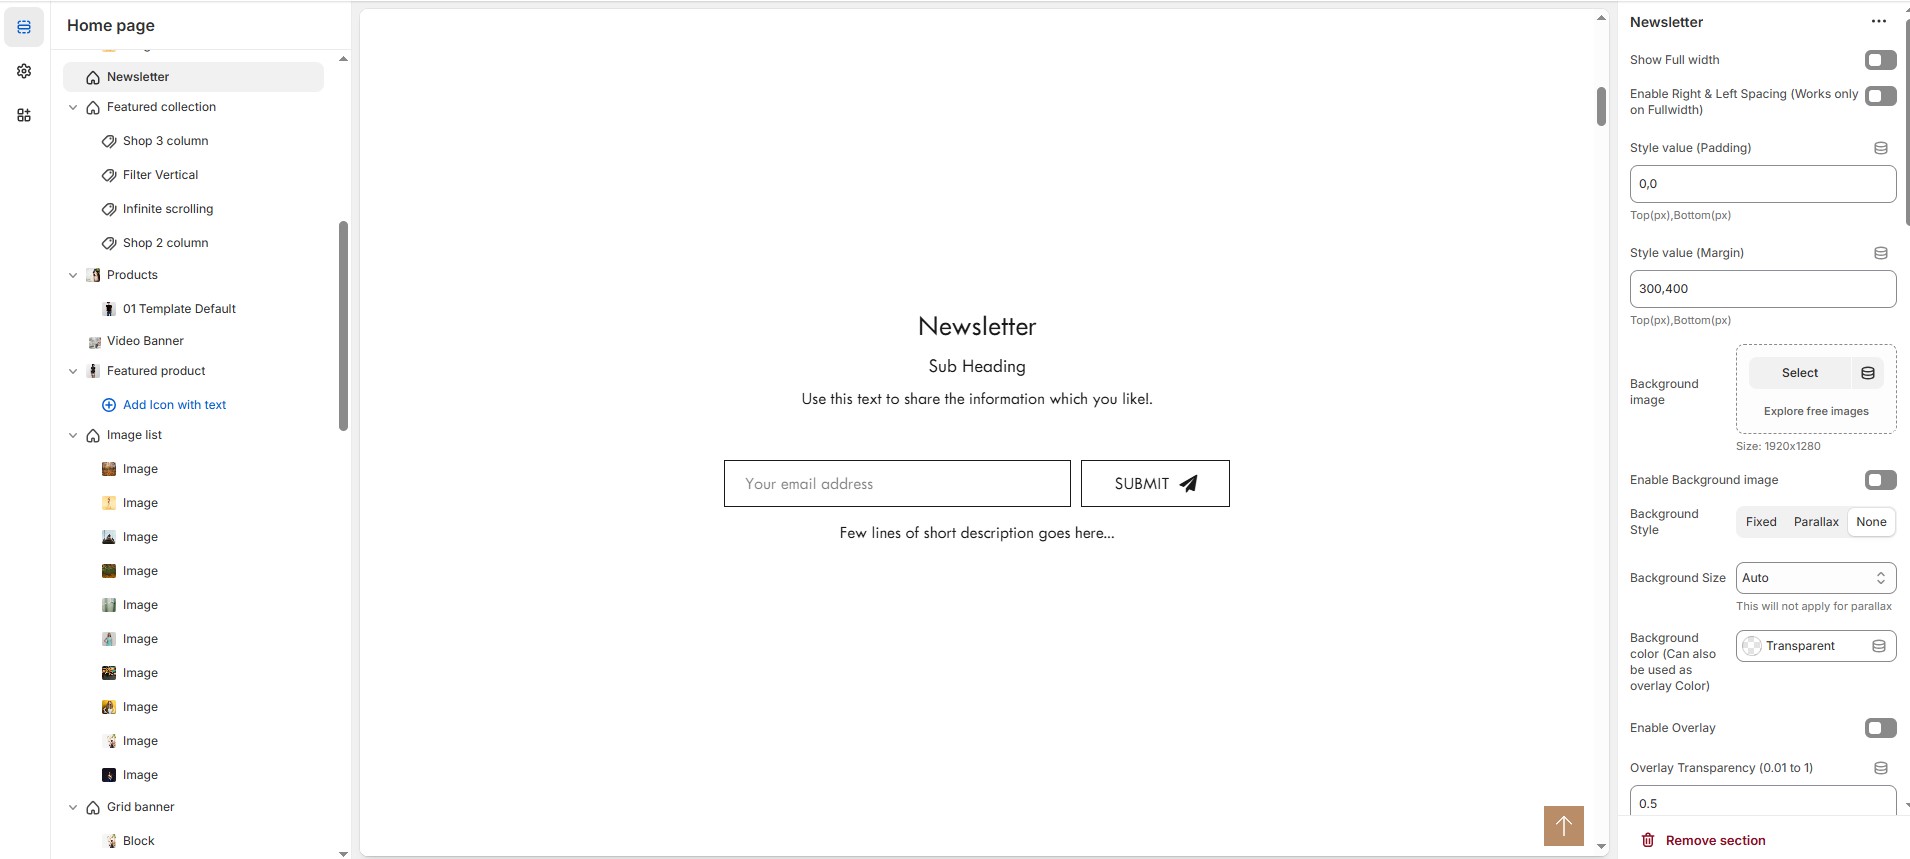 Home page
Newsletter
Featured collection
Shop 3 column
Filter Vertical
Infinite scrolling
Shop 2 column
Products
01 Template Default
Video Banner
Featured product
Add Icon with text
Image list
Image
Image
Image
Image
Image
Image
Image
Image
Image
Image
Grid banner
Block
Newsletter
Sub Heading
Use this text to share the information which you like!.
Your email address
SUBMIT
Few lines of short description goes here...
Newsletter
Show Full width
Enable Right & Left Spacing (Works only
on Fullwidth)
Style value (Padding)
0,0
Top(px),Bottom(px)
Style value (Margin)
300,400
Top(px),Bottom(px)
Background
image
Select
Explore free images
Size: 1920x1280
Enable Background image
Background
Style
Fixed Parallax None
Background Size
Auto
This will not apply for parallax
Background
color (Can also
be used as
overlay Color)
Transparent
Enable Overlay
Overlay Transparency (0.01 to 1)
0.5
Remove section